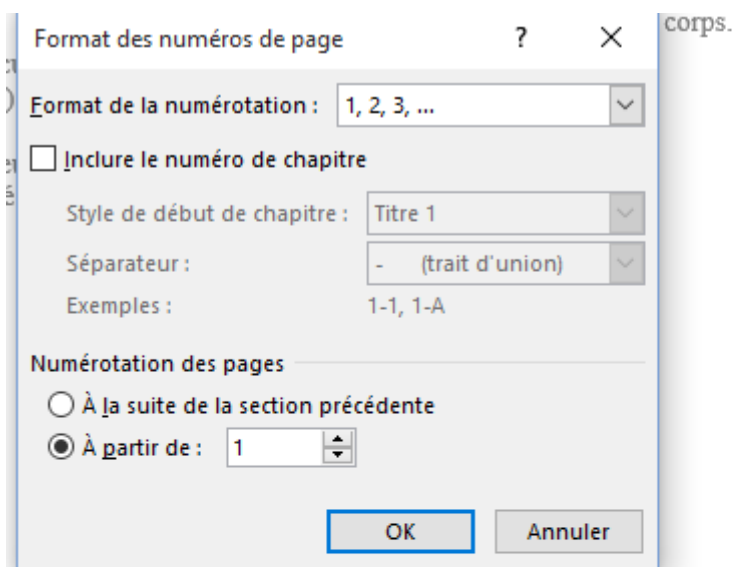 corps.
Format des numéros de page ?
Format de la numérotation : 1, 2, 3, ...
Inclure le numéro de chapitre
Style de début de chapitre : Titre 1
Séparateur : - (trait d'union)
Exemples : 1-1, 1-A
Numérotation des pages
À la suite de la section précédente
À partir de : 1
OK Annuler